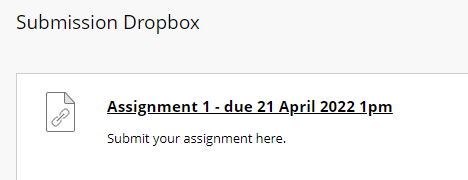 Submission Dropbox
Assignment 1 - due 21 April 2022 1pm
Submit your assignment here.